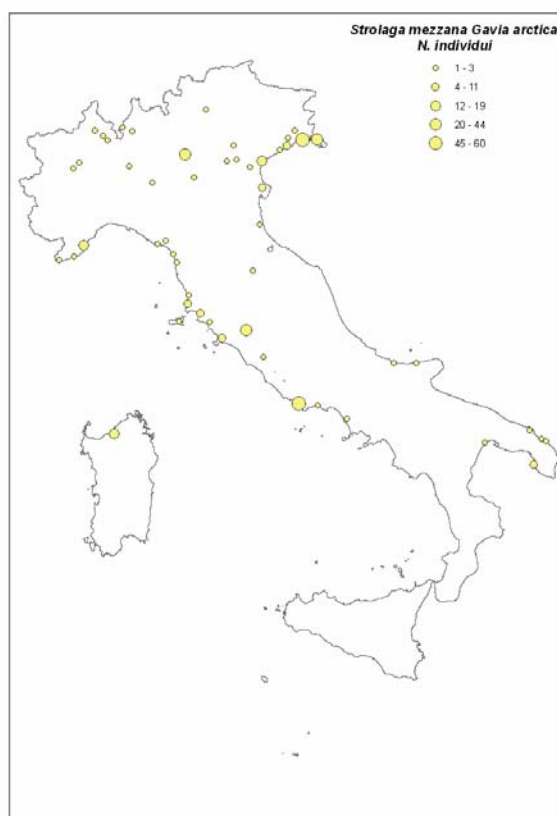 Strolaga mezzana Gavia arctica
N. individui
1 - 3
4 - 11
12 - 19
20 - 44
45 - 60